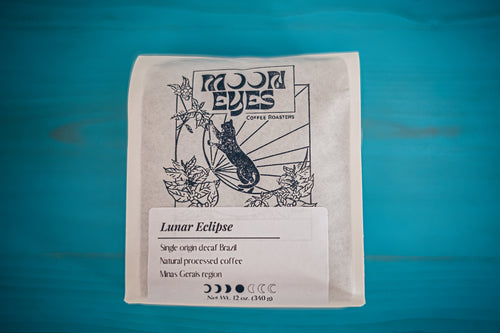 MOON
EYES
COFFEE ROASTERS
Lunar Eclipse
Single origin decaf Brazil
Natural processed coffee
Minas Gerais region
Net WT. 12 oz. (340 g)